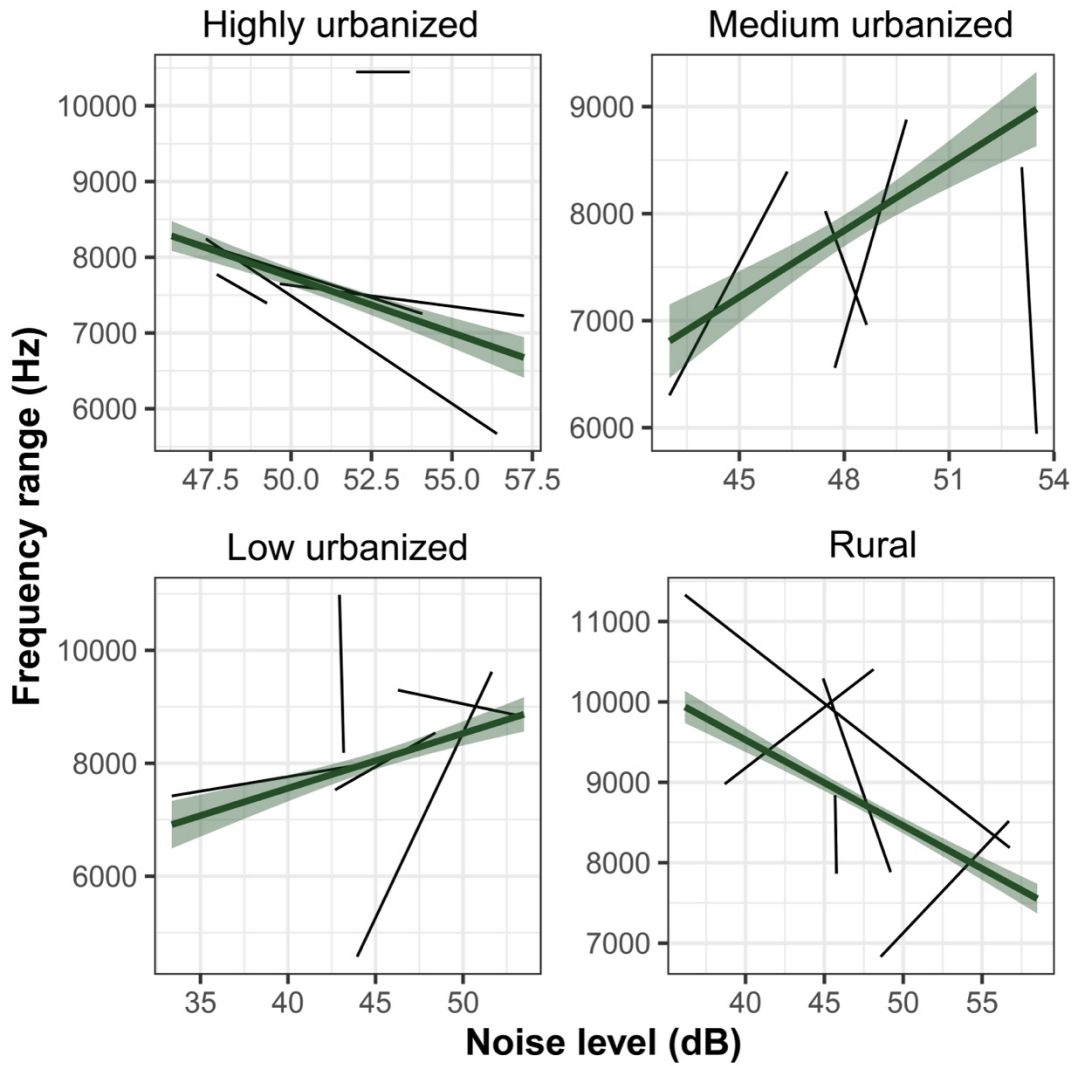 Highly urbanized
Medium urbanized
10000
9000
8000
7000
6000
47.5 50.0 52.5 55.0 57.5
9000
8000
7000
6000
45 48 51 54
Frequency range (Hz)
Low urbanized
Rural
10000
8000
6000
35 40 45 50
11000
10000
9000
8000
7000
40 45 50 55
Noise level (dB)